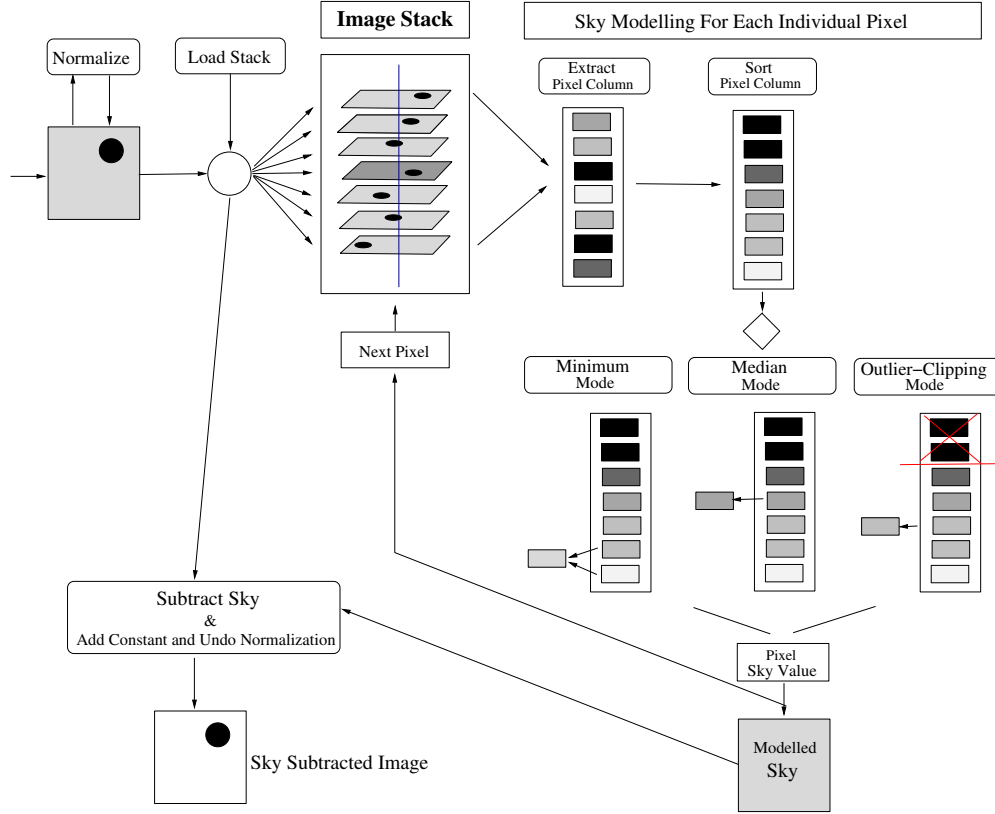 Image Stack
Sky Modelling For Each Individual Pixel
Normalize
Load Stack
Extract
Pixel Column
Sort
Pixel Column
Next Pixel
Minimum
Mode
Median
Mode
Outlier−Clipping
Mode
Subtract Sky
&
Add Constant and Undo Normalization
Pixel
Sky Value
Modelled
Sky
Sky Subtracted Image